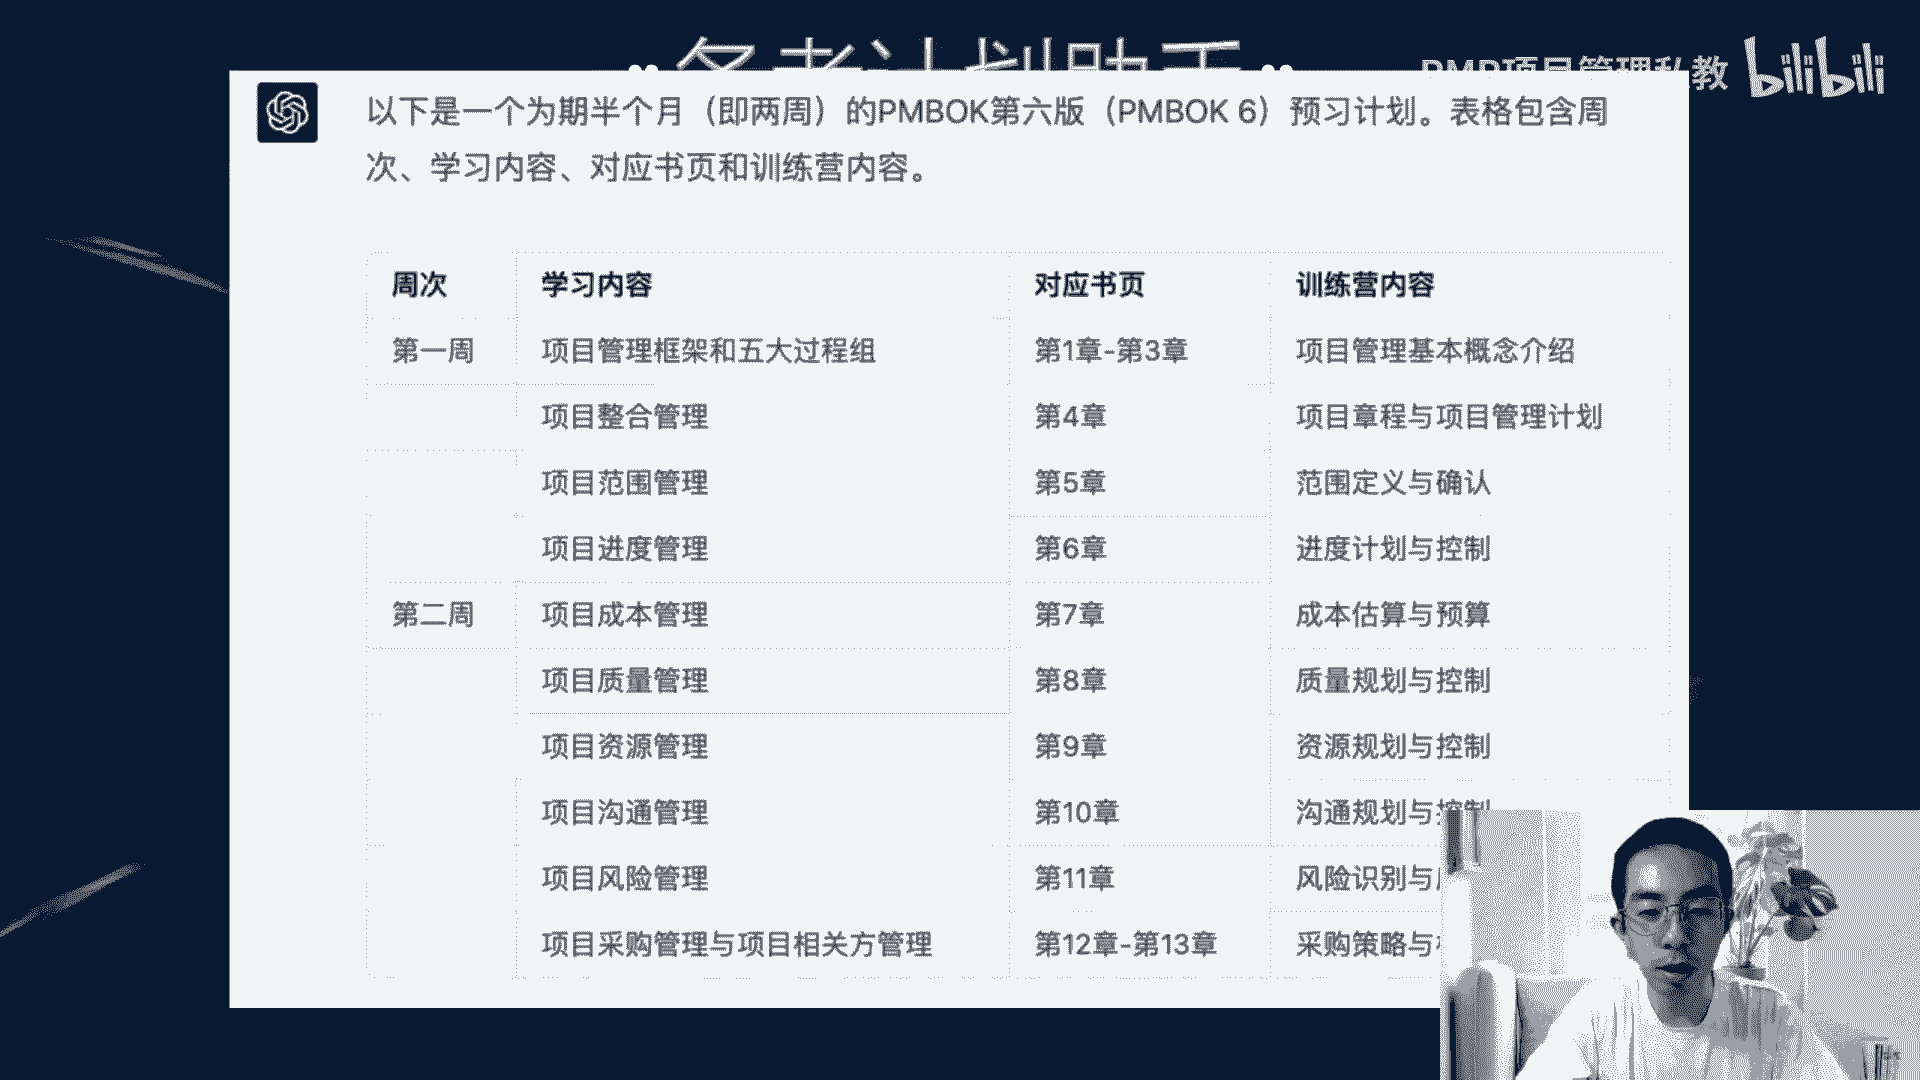 备考计划助手
PMP项目管理私教
bilibili
以下是一个为期半个月（即两周）的PMBOK第六版（PMBOK 6）预习计划。表格包含周
次、学习内容、对应书页和训练营内容。
周次 学习内容 对应书页 训练营内容
第一周 项目管理框架和五大过程组 第1章-第3章 项目管理基本概念介绍
项目整合管理 第4章 项目章程与项目管理计划
项目范围管理 第5章 范围定义与确认
项目进度管理 第6章 进度计划与控制
第二周 项目成本管理 第7章 成本估算与预算
项目质量管理 第8章 质量规划与控制
项目资源管理 第9章 资源规划与控制
项目沟通管理 第10章 沟通规划与控制
项目风险管理 第11章 风险识别与
项目采购管理与项目相关方管理 第12章-第13章 采购策略与